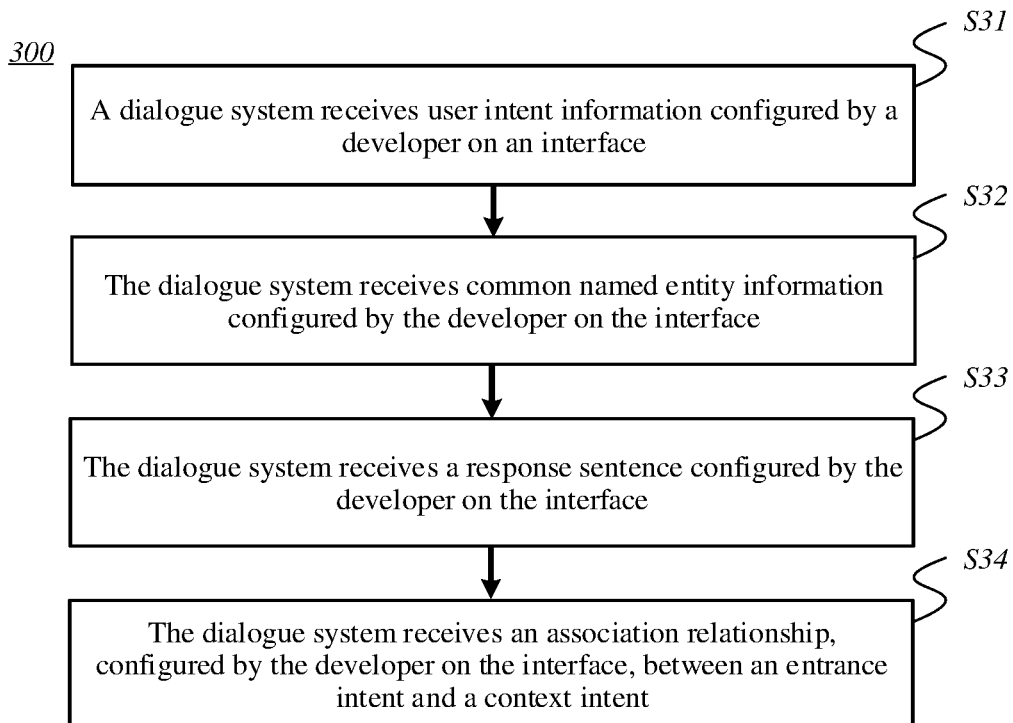 S31
300
A dialogue system receives user intent information configured by a
developer on an interface
S32
The dialogue system receives common named entity information
configured by the developer on the interface
S33
The dialogue system receives a response sentence configured by the
developer on the interface
S34
The dialogue system receives an association relationship,
configured by the developer on the interface, between an entrance
intent and a context intent